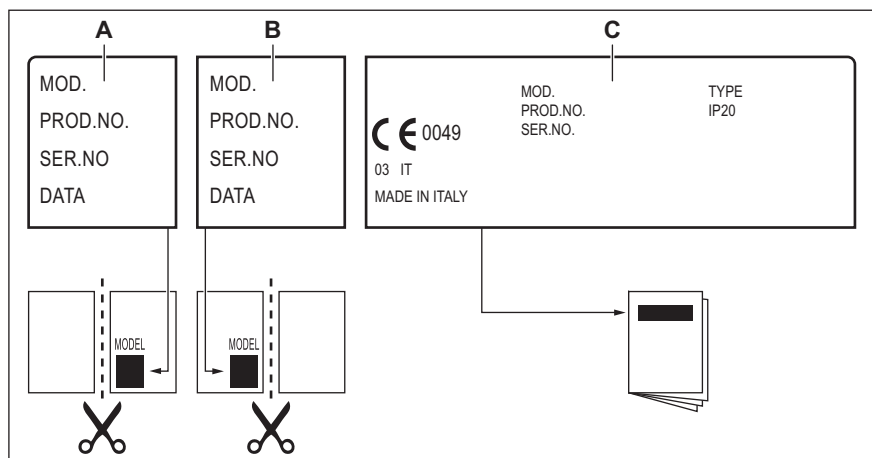 A
B
C
MOD.
PROD.NO.
SER.NO
DATA
MOD.
PROD.NO.
SER.NO
DATA
MOD.
PROD.NO.
SER.NO.
TYPE
IP20
CE 0049
03 IT
MADE IN ITALY
MODEL
MODEL